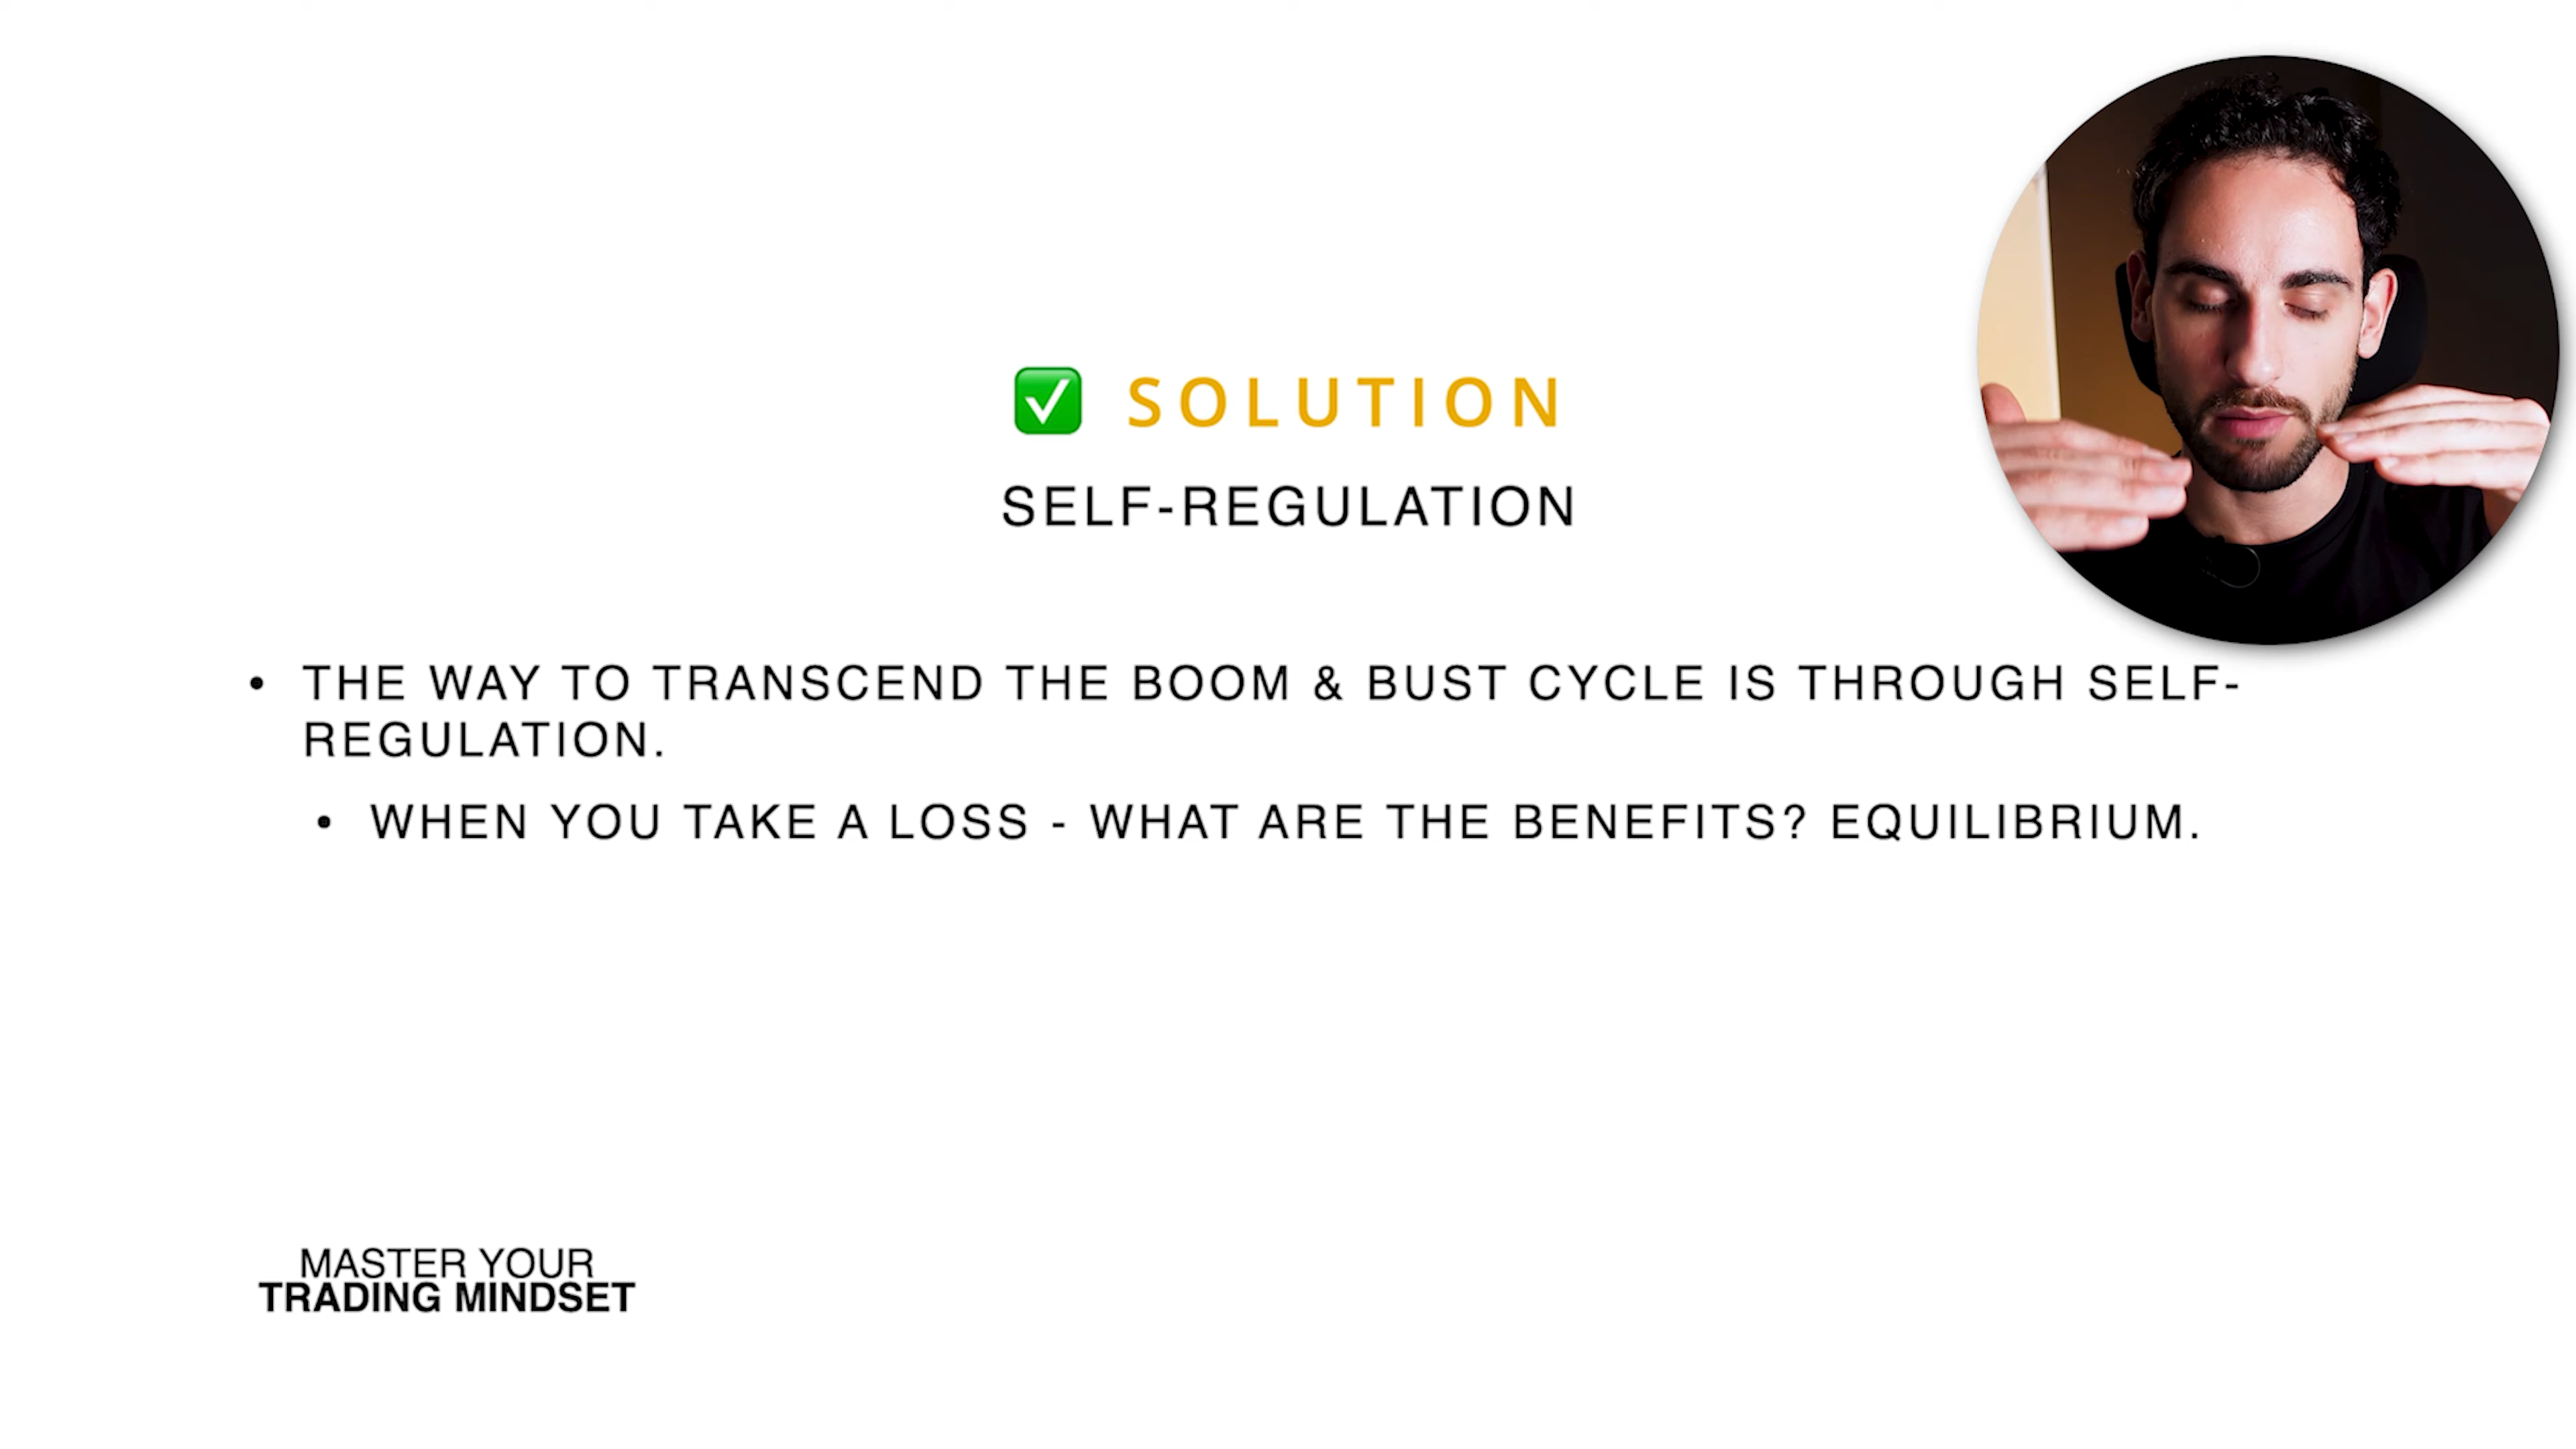 ✅ SOLUTION
SELF-REGULATION
• THE WAY TO TRANSCEND THE BOOM & BUST CYCLE IS THROUGH SELF-
REGULATION.
• WHEN YOU TAKE A LOSS - WHAT ARE THE BENEFITS? EQUILIBRIUM.
MASTER YOUR
TRADING MINDSET